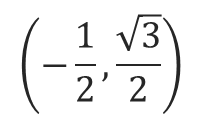 (-1/2, √3/2)